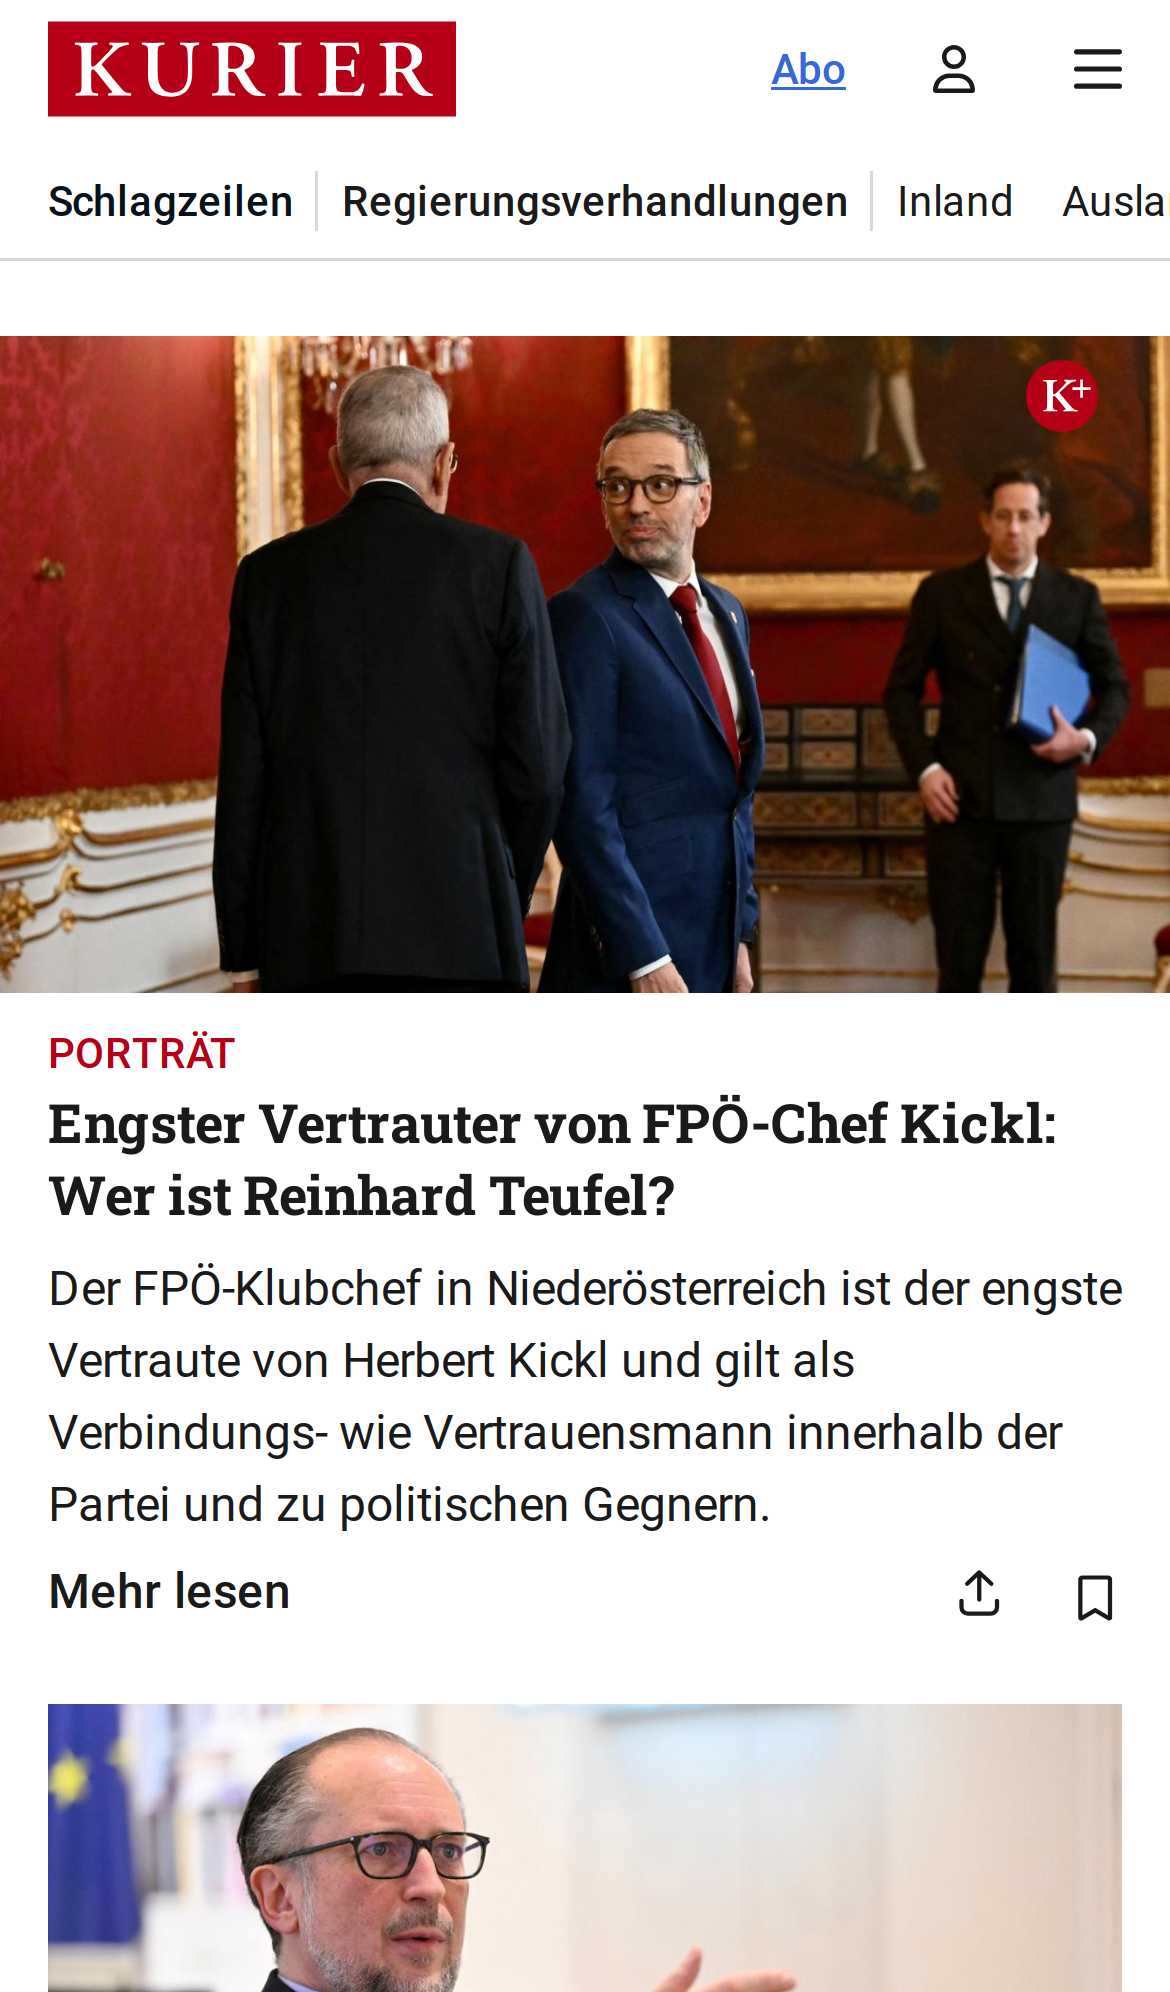 KURIER
Abo
Schlagzeilen
Regierungsverhandlungen
Inland
Ausla
K+
PORTRÄT
Engster Vertrauter von FPÖ-Chef Kickl:
Wer ist Reinhard Teufel?
Der FPÖ-Klubchef in Niederösterreich ist der engste
Vertraute von Herbert Kickl und gilt als
Verbindungs- wie Vertrauensmann innerhalb der
Partei und zu politischen Gegnern.
Mehr lesen